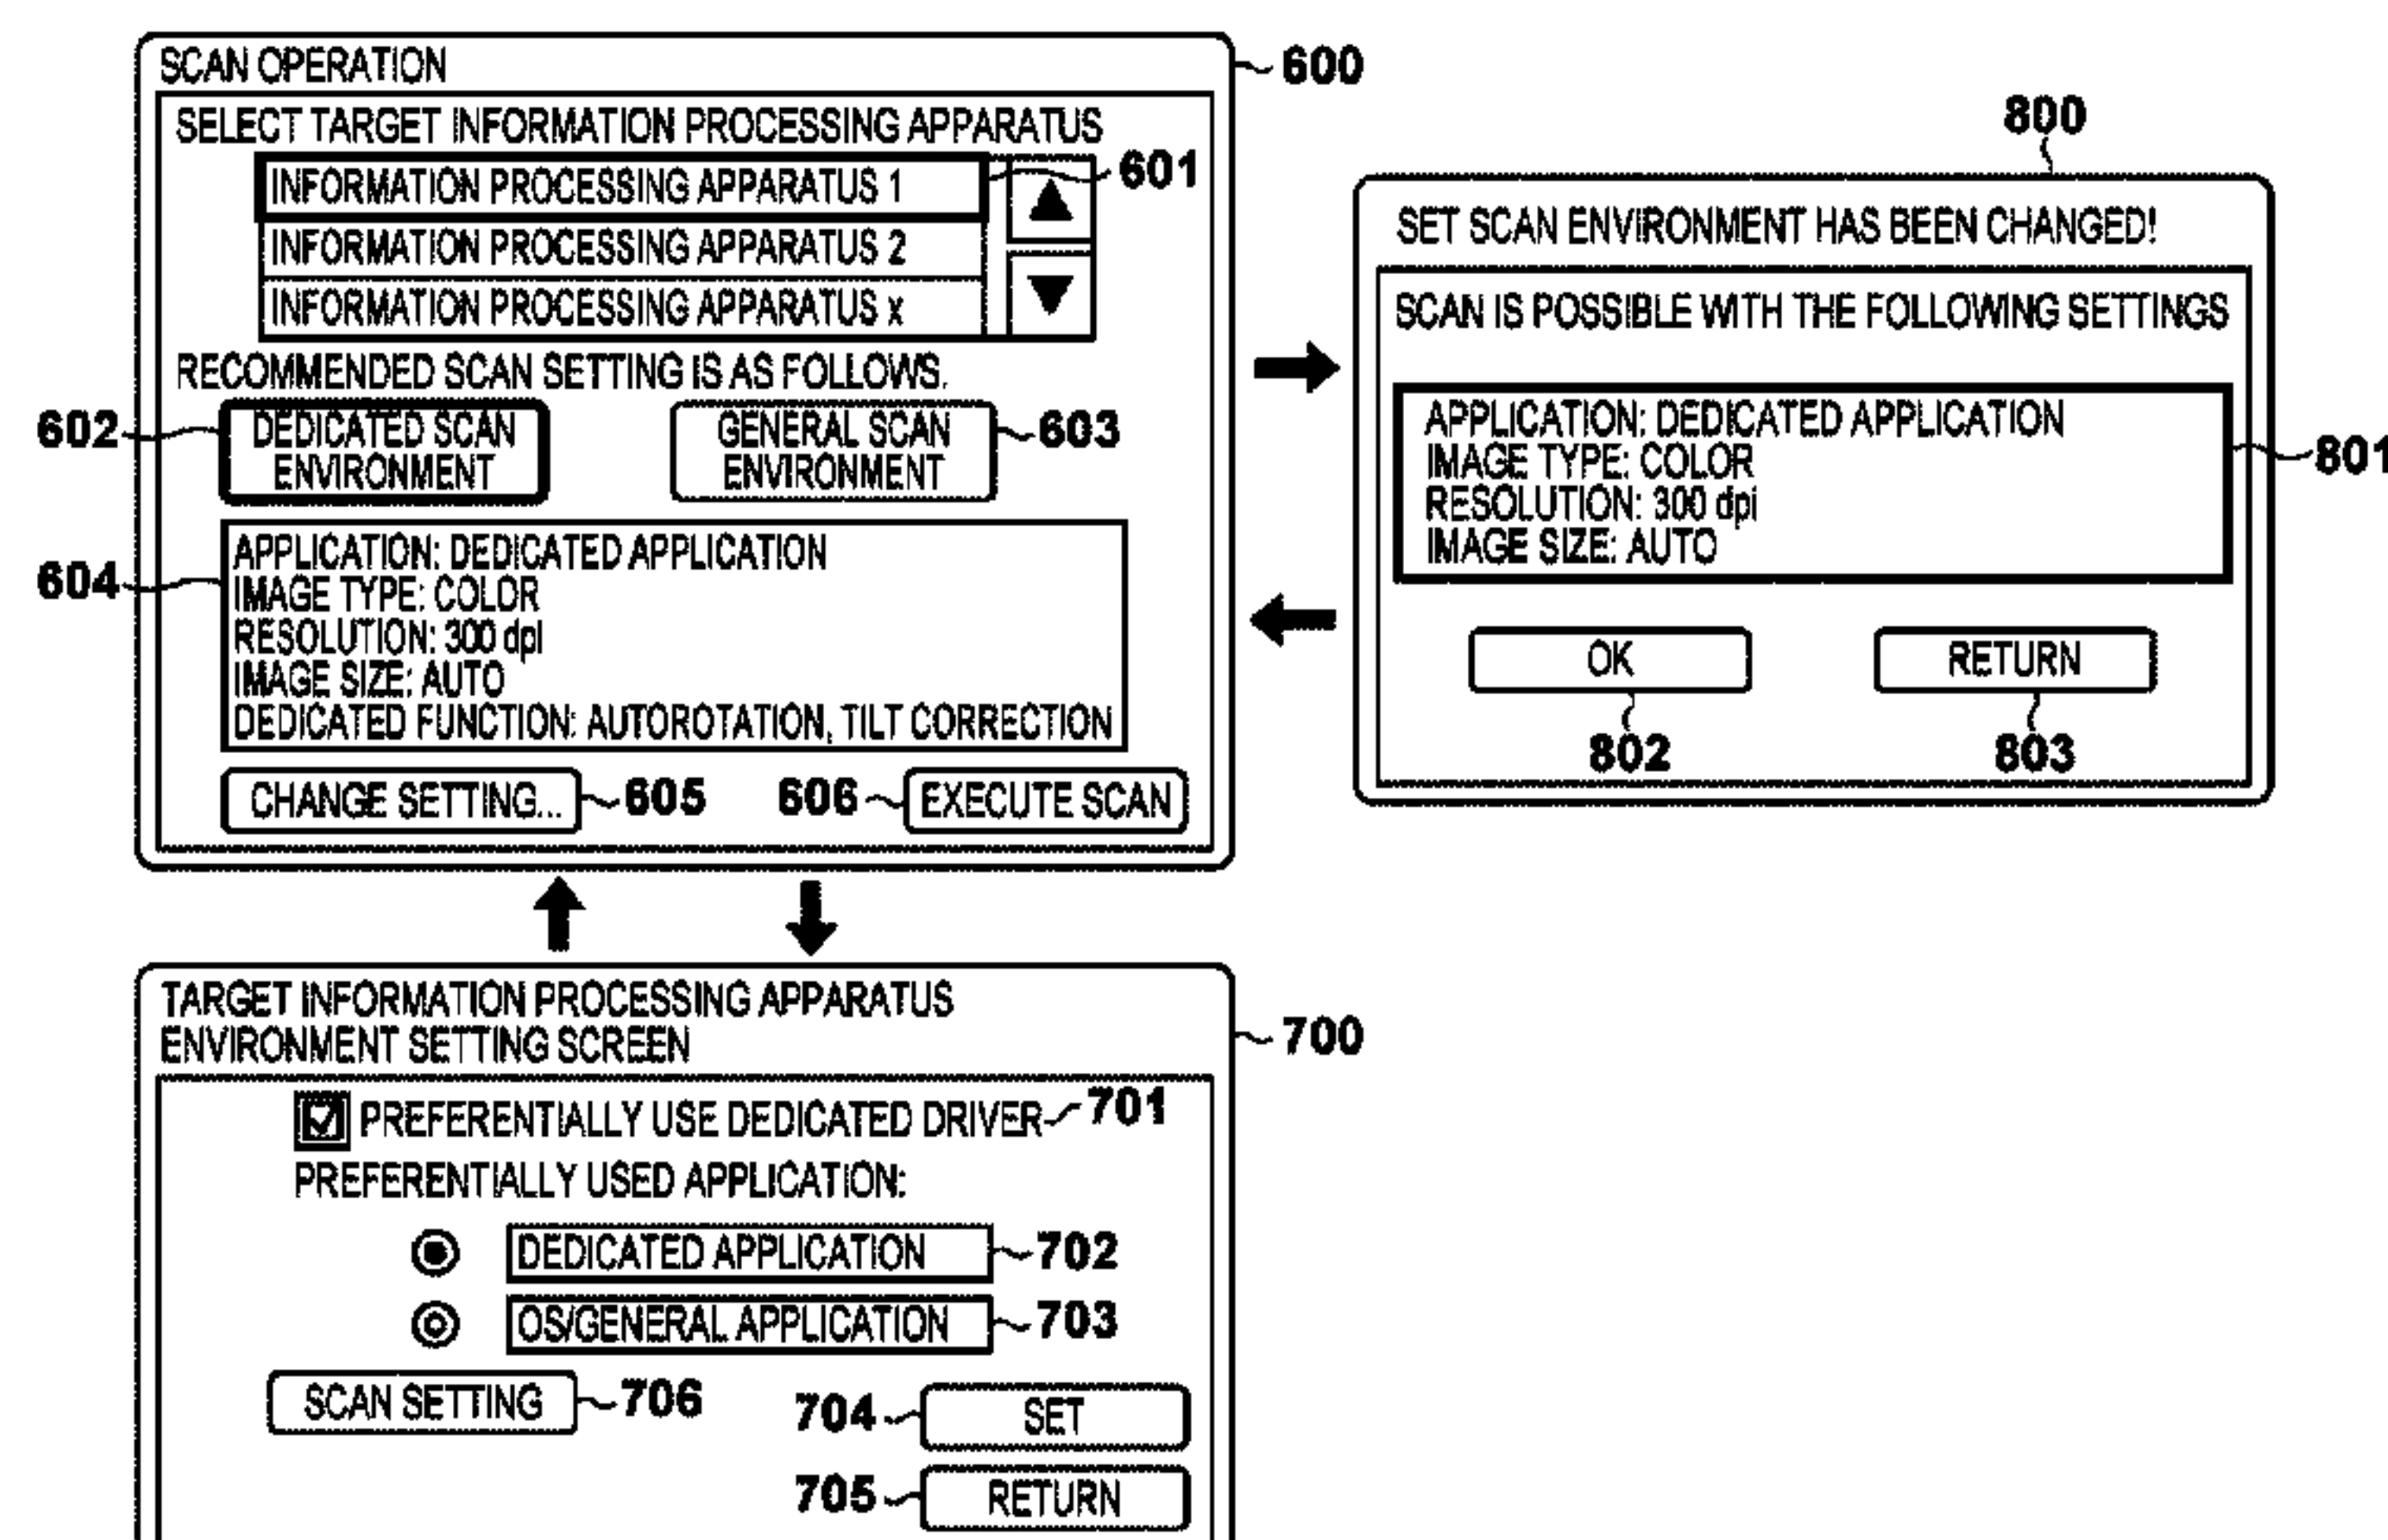 SCAN OPERATION
600
SELECT TARGET INFORMATION PROCESSING APPARATUS
INFORMATION PROCESSING APPARATUS 1
601
INFORMATION PROCESSING APPARATUS 2
INFORMATION PROCESSING APPARATUS x
RECOMMENDED SCAN SETTING IS AS FOLLOWS.
602
DEDICATED SCAN
ENVIRONMENT
GENERAL SCAN
ENVIRONMENT
603
604
APPLICATION: DEDICATED APPLICATION
IMAGE TYPE: COLOR
RESOLUTION: 300 dpi
IMAGE SIZE: AUTO
DEDICATED FUNCTION: AUTOROTATION, TILT CORRECTION
CHANGE SETTING...
605
606
EXECUTE SCAN
800
SET SCAN ENVIRONMENT HAS BEEN CHANGED!
SCAN IS POSSIBLE WITH THE FOLLOWING SETTINGS
APPLICATION: DEDICATED APPLICATION
IMAGE TYPE: COLOR
RESOLUTION: 300 dpi
IMAGE SIZE: AUTO
801
OK
RETURN
802
803
TARGET INFORMATION PROCESSING APPARATUS
ENVIRONMENT SETTING SCREEN
700
PREFERENTIALLY USE DEDICATED DRIVER
701
PREFERENTIALLY USED APPLICATION:
DEDICATED APPLICATION
702
OS/GENERAL APPLICATION
703
SCAN SETTING
706
704
SET
705
RETURN